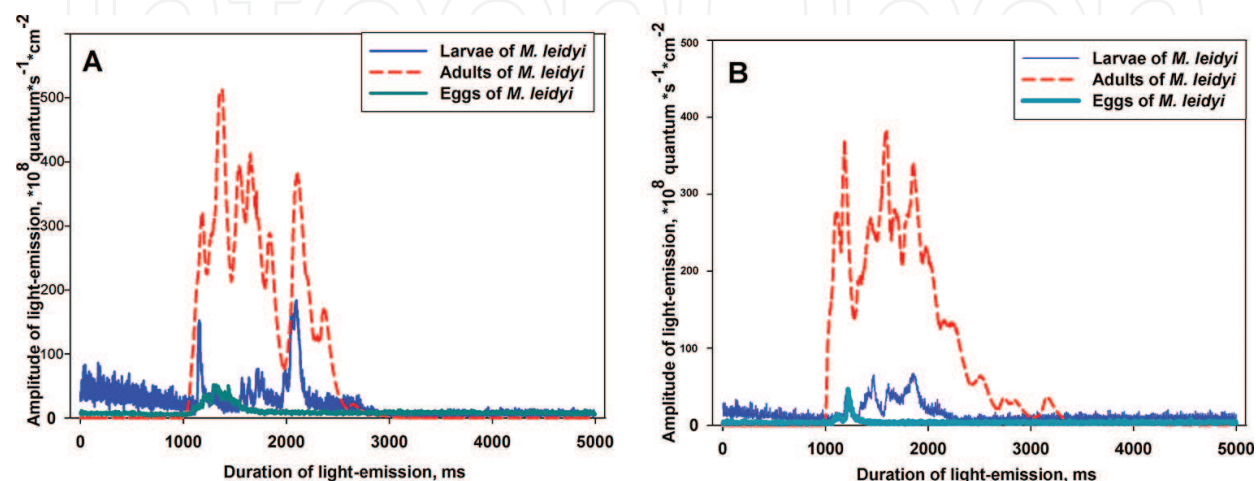 A
Larvae of M. leidyi
Adults of M. leidyi
Eggs of M. leidyi
Amplitude of light-emission, *10^8 quantum*s^-1*cm^-2
500
400
300
200
100
0
0 1000 2000 3000 4000 5000
Duration of light-emission, ms
B
Larvae of M. leidyi
Adults of M. leidyi
Eggs of M. leidyi
Amplitude of light-emission, *10^8 quantum *s^-1*cm^-2
500
400
300
200
100
0
0 1000 2000 3000 4000 5000
Duration of light-emission, ms